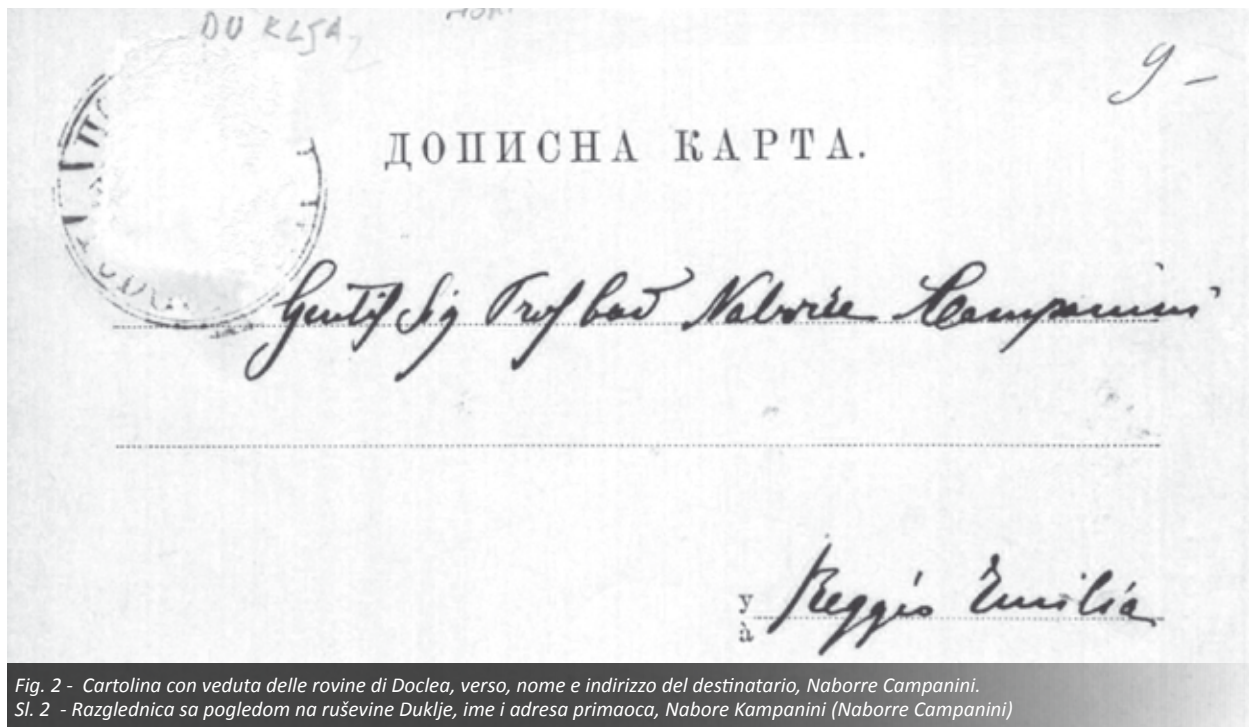 DUKLJA
9 -
ДОПИСНА КАРТА.
Gentil Sig Prof Cav Naborre Campanini
у Reggio Emilia
à
Fig. 2 - Cartolina con veduta delle rovine di Doclea, verso, nome e indirizzo del destinatario, Naborre Campanini.
Sl. 2 - Razglednica sa pogledom na ruševine Duklje, ime i adresa primaoca, Nabore Kampanini (Naborre Campanini)